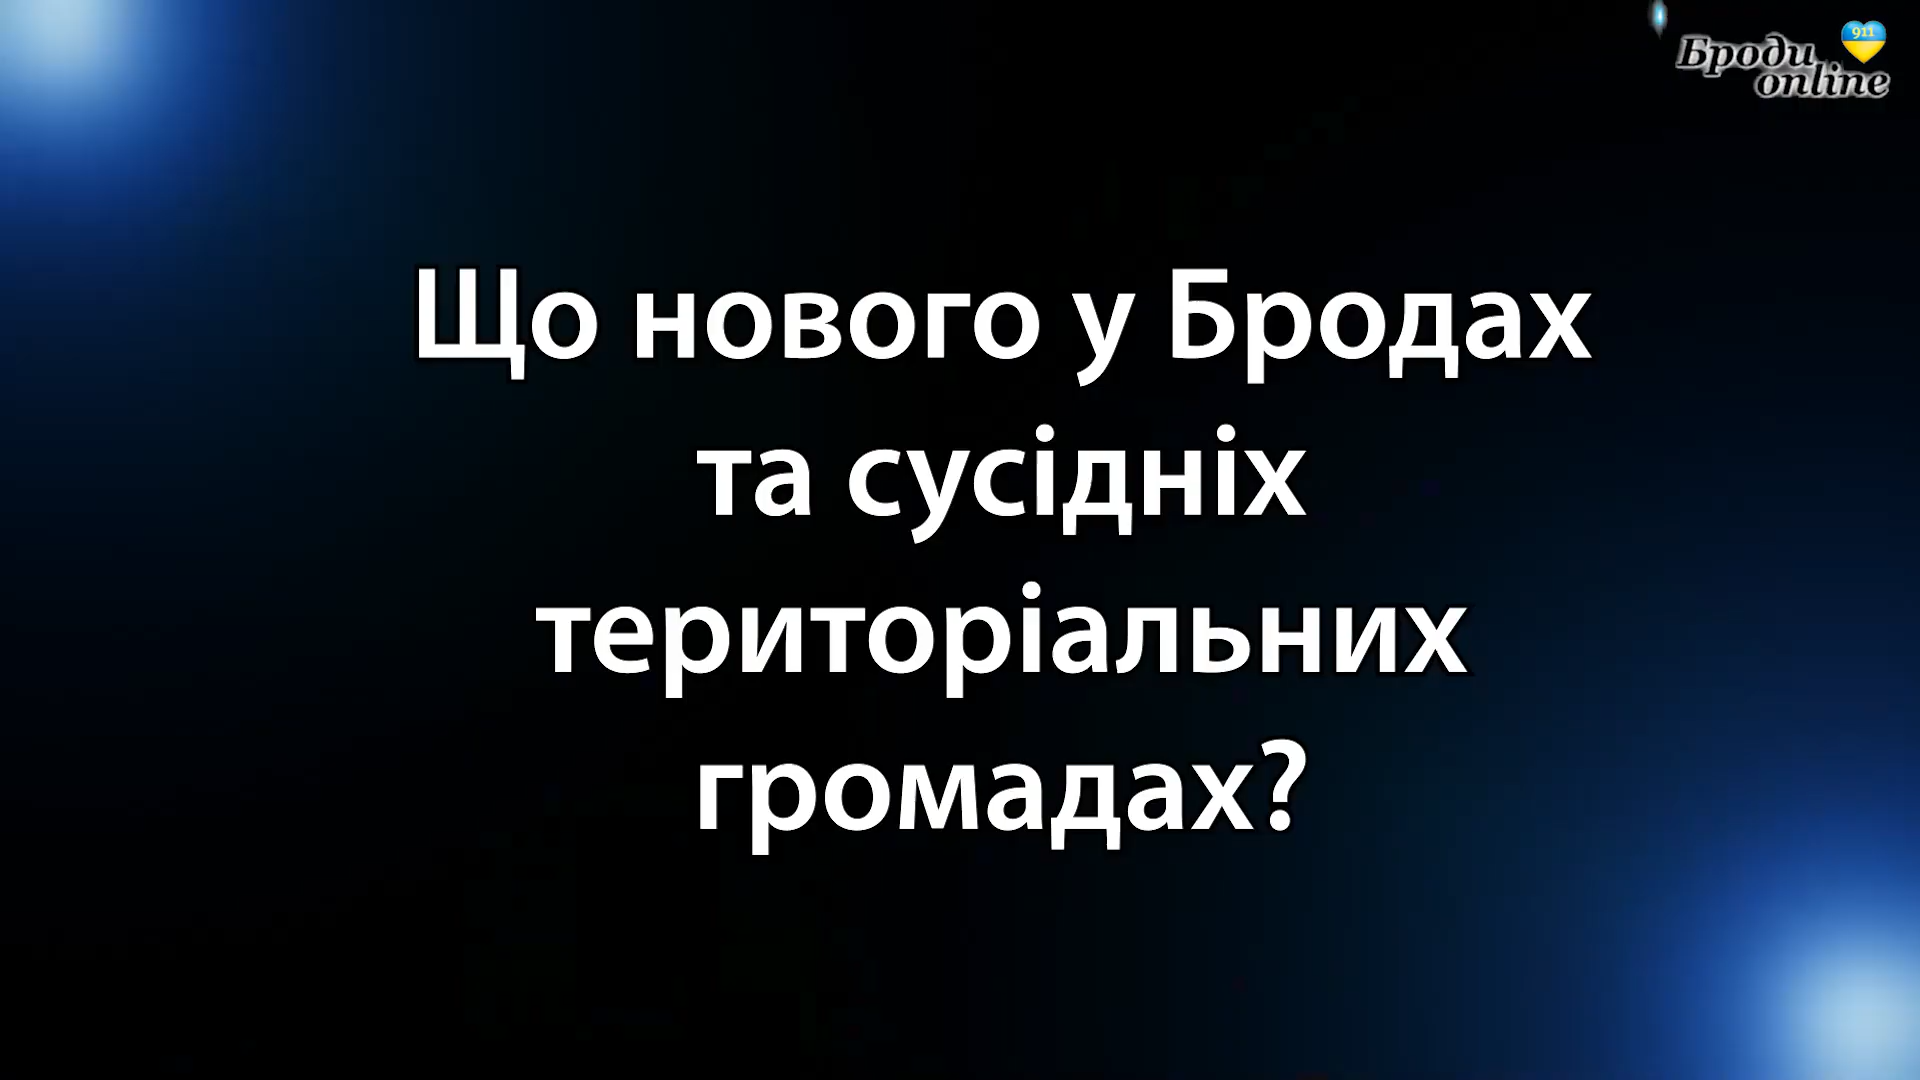 911
Броди
online
Що нового у Бродах
та сусідніх
територіальних
громадах?